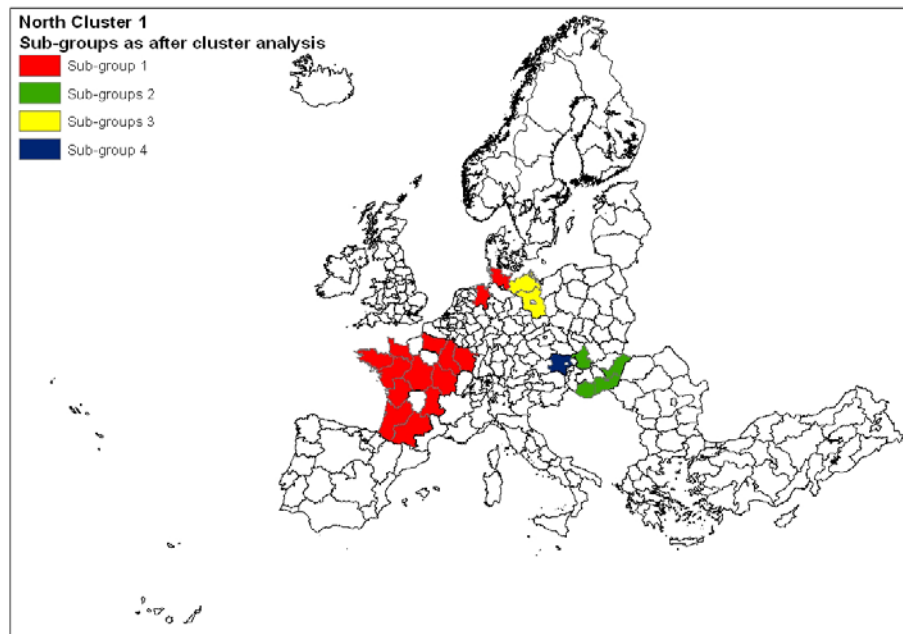 North Cluster 1
Sub-groups as after cluster analysis
Sub-group 1
Sub-groups 2
Sub-groups 3
Sub-group 4